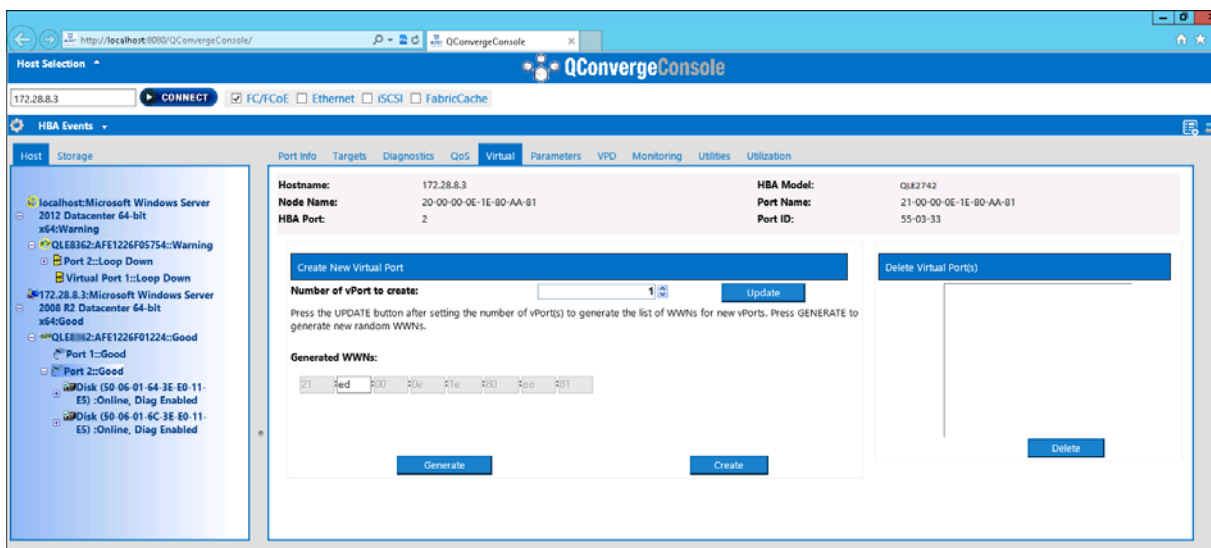 http://localhost:8080/QConvergeConsole/
QConvergeConsole
Host Selection
QConvergeConsole
172.28.8.3
CONNECT
FC/FCoE
Ethernet
iSCSI
FabricCache
HBA Events
Host
Storage
Port Info
Targets
Diagnostics
QoS
Virtual
Parameters
VPD
Monitoring
Utilities
Utilization
localhost:Microsoft Windows Server
2012 Datacenter 64-bit
x64:Warning
QLE8362:AFE1226F05754::Warning
Port 2::Loop Down
Virtual Port 1::Loop Down
172.28.8.3:Microsoft Windows Server
2008 R2 Datacenter 64-bit
x64:Good
:AFE1226F01224::Good
Port 1::Good
Port 2::Good
Disk (50-06-01-64-3E-E0-11-
E5) :Online, Diag Enabled
Disk (50-06-01-6C-3E-E0-11-
E5) :Online, Diag Enabled
Hostname: 172.28.8.3 HBA Model: QLE2742
Node Name: 20-00-00-0E-1E-80-AA-81 Port Name: 21-00-00-0E-1E-80-AA-81
HBA Port: 2 Port ID: 55-03-33
Create New Virtual Port
Number of vPort to create: 1 Update
Press the UPDATE button after setting the number of vPort(s) to generate the list of WWNs for new vPorts. Press GENERATE to
generate new random WWNs.
Generated WWNs:
21 :ed :00 :0e :1e :80 :aa :81
Generate
Create
Delete Virtual Port(s)
Delete